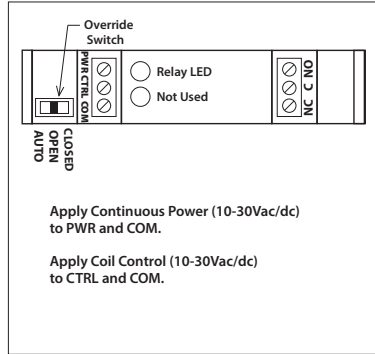 Override
Switch
PWR CTRL COM
Relay LED
Not Used
NC C NO
AUTO
OPEN
CLOSED
Apply Continuous Power (10-30Vac/dc)
to PWR and COM.
Apply Coil Control (10-30Vac/dc)
to CTRL and COM.